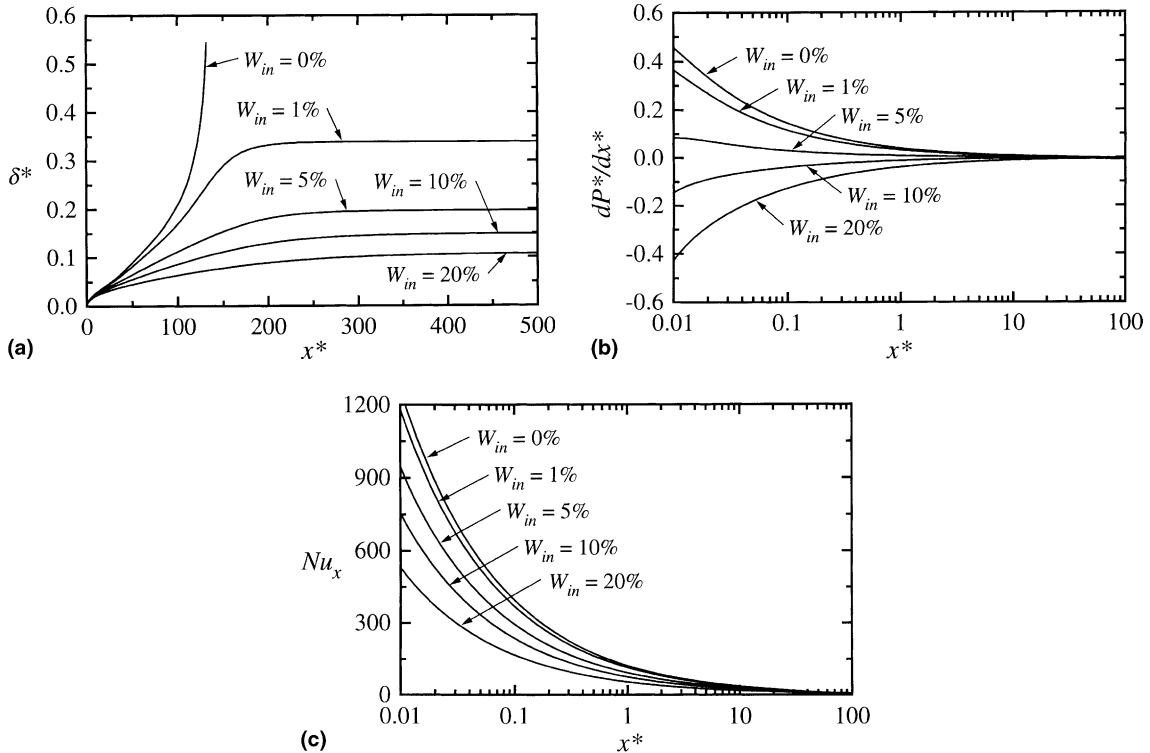 0.6
0.5
0.4
0.3
0.2
0.1
0.0
δ*
W_in = 0%
W_in = 1%
W_in = 5%
W_in = 10%
W_in = 20%
0
100
200
300
400
500
x*
(a)
0.6
0.4
0.2
0.0
-0.2
-0.4
-0.6
dP*/dx*
W_in = 0%
W_in = 1%
W_in = 5%
W_in = 10%
W_in = 20%
0.01
0.1
1
10
100
x*
(b)
1200
900
600
300
0
Nu_x
W_in = 0%
W_in = 1%
W_in = 5%
W_in = 10%
W_in = 20%
0.01
0.1
1
10
100
x*
(c)